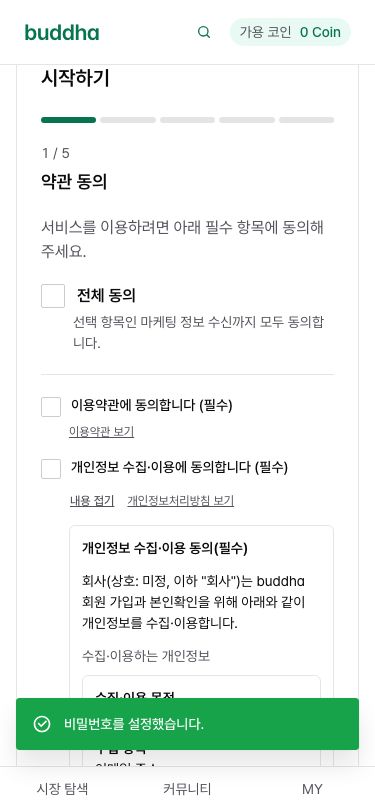 buddha
가용 코인 0 Coin
시작하기
1 / 5
약관 동의
서비스를 이용하려면 아래 필수 항목에 동의해
주세요.
전체 동의
선택 항목인 마케팅 정보 수신까지 모두 동의합
니다.
이용약관에 동의합니다 (필수)
이용약관 보기
개인정보 수집·이용에 동의합니다 (필수)
내용 접기 개인정보처리방침 보기
개인정보 수집·이용 동의(필수)
회사(상호: 미정, 이하 "회사")는 buddha
회원 가입과 본인확인을 위해 아래와 같이
개인정보를 수집·이용합니다.
수집·이용하는 개인정보
비밀번호를 설정했습니다.
시장 탐색 커뮤니티 MY